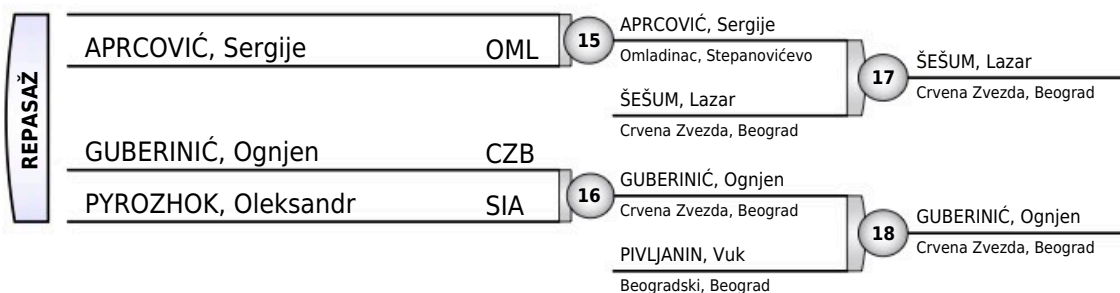 REPASAŽ
APRCOVIĆ, Sergije OML
GUBERINIĆ, Ognjen CZB
PYROZHOK, Oleksandr SIA
15
16
APRCOVIĆ, Sergije
Omladinac, Stepanovićevo
ŠEŠUM, Lazar
Crvena Zvezda, Beograd
GUBERINIĆ, Ognjen
Crvena Zvezda, Beograd
PIVLJANIN, Vuk
Beogradski, Beograd
17
18
ŠEŠUM, Lazar
Crvena Zvezda, Beograd
GUBERINIĆ, Ognjen
Crvena Zvezda, Beograd